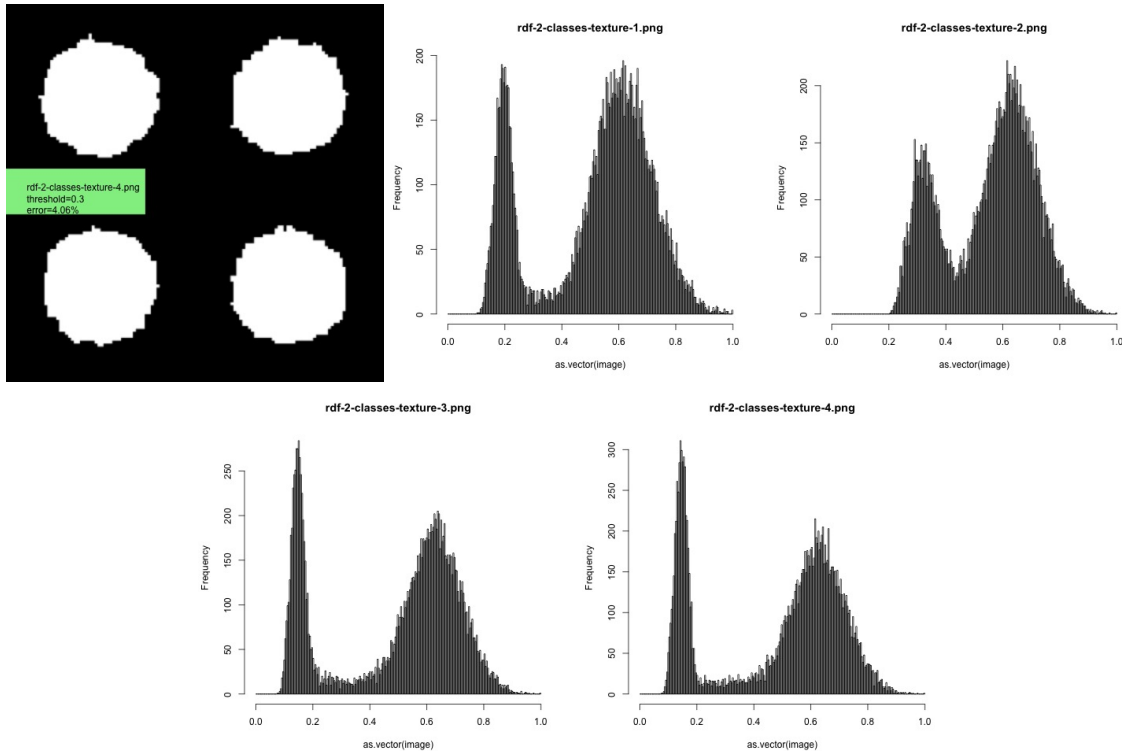 rdf-2-classes-texture-4.png
threshold=0.3
error=4.06%
rdf-2-classes-texture-1.png
Frequency
200
150
100
50
0
0.0 0.2 0.4 0.6 0.8 1.0
as.vector(image)
rdf-2-classes-texture-2.png
Frequency
200
150
100
50
0
0.0 0.2 0.4 0.6 0.8 1.0
as.vector(image)
rdf-2-classes-texture-3.png
Frequency
250
200
150
100
50
0
0.0 0.2 0.4 0.6 0.8 1.0
as.vector(image)
rdf-2-classes-texture-4.png
Frequency
300
250
200
150
100
50
0
0.0 0.2 0.4 0.6 0.8 1.0
as.vector(image)